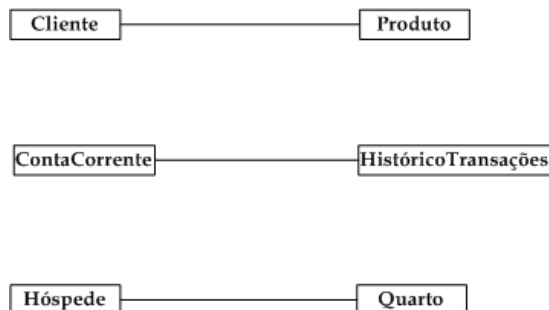 Cliente Produto
ContaCorrente HistóricoTransações
Hóspede Quarto